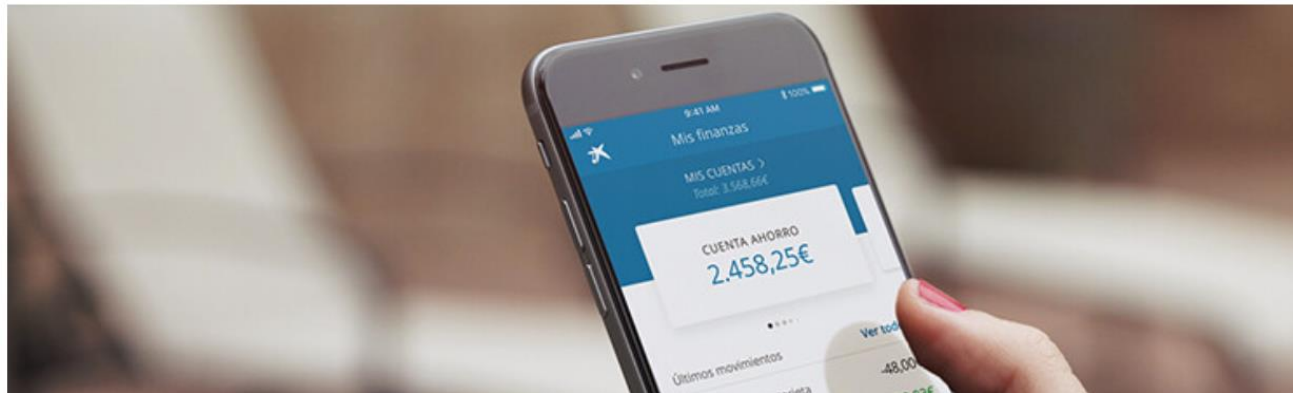 9:41 AM
100%
Mis finanzas
MIS CUENTAS >
Total: 3.568,66€
CUENTA AHORRO
2.458,25€
Últimos movimientos
Ver todo
-48,00